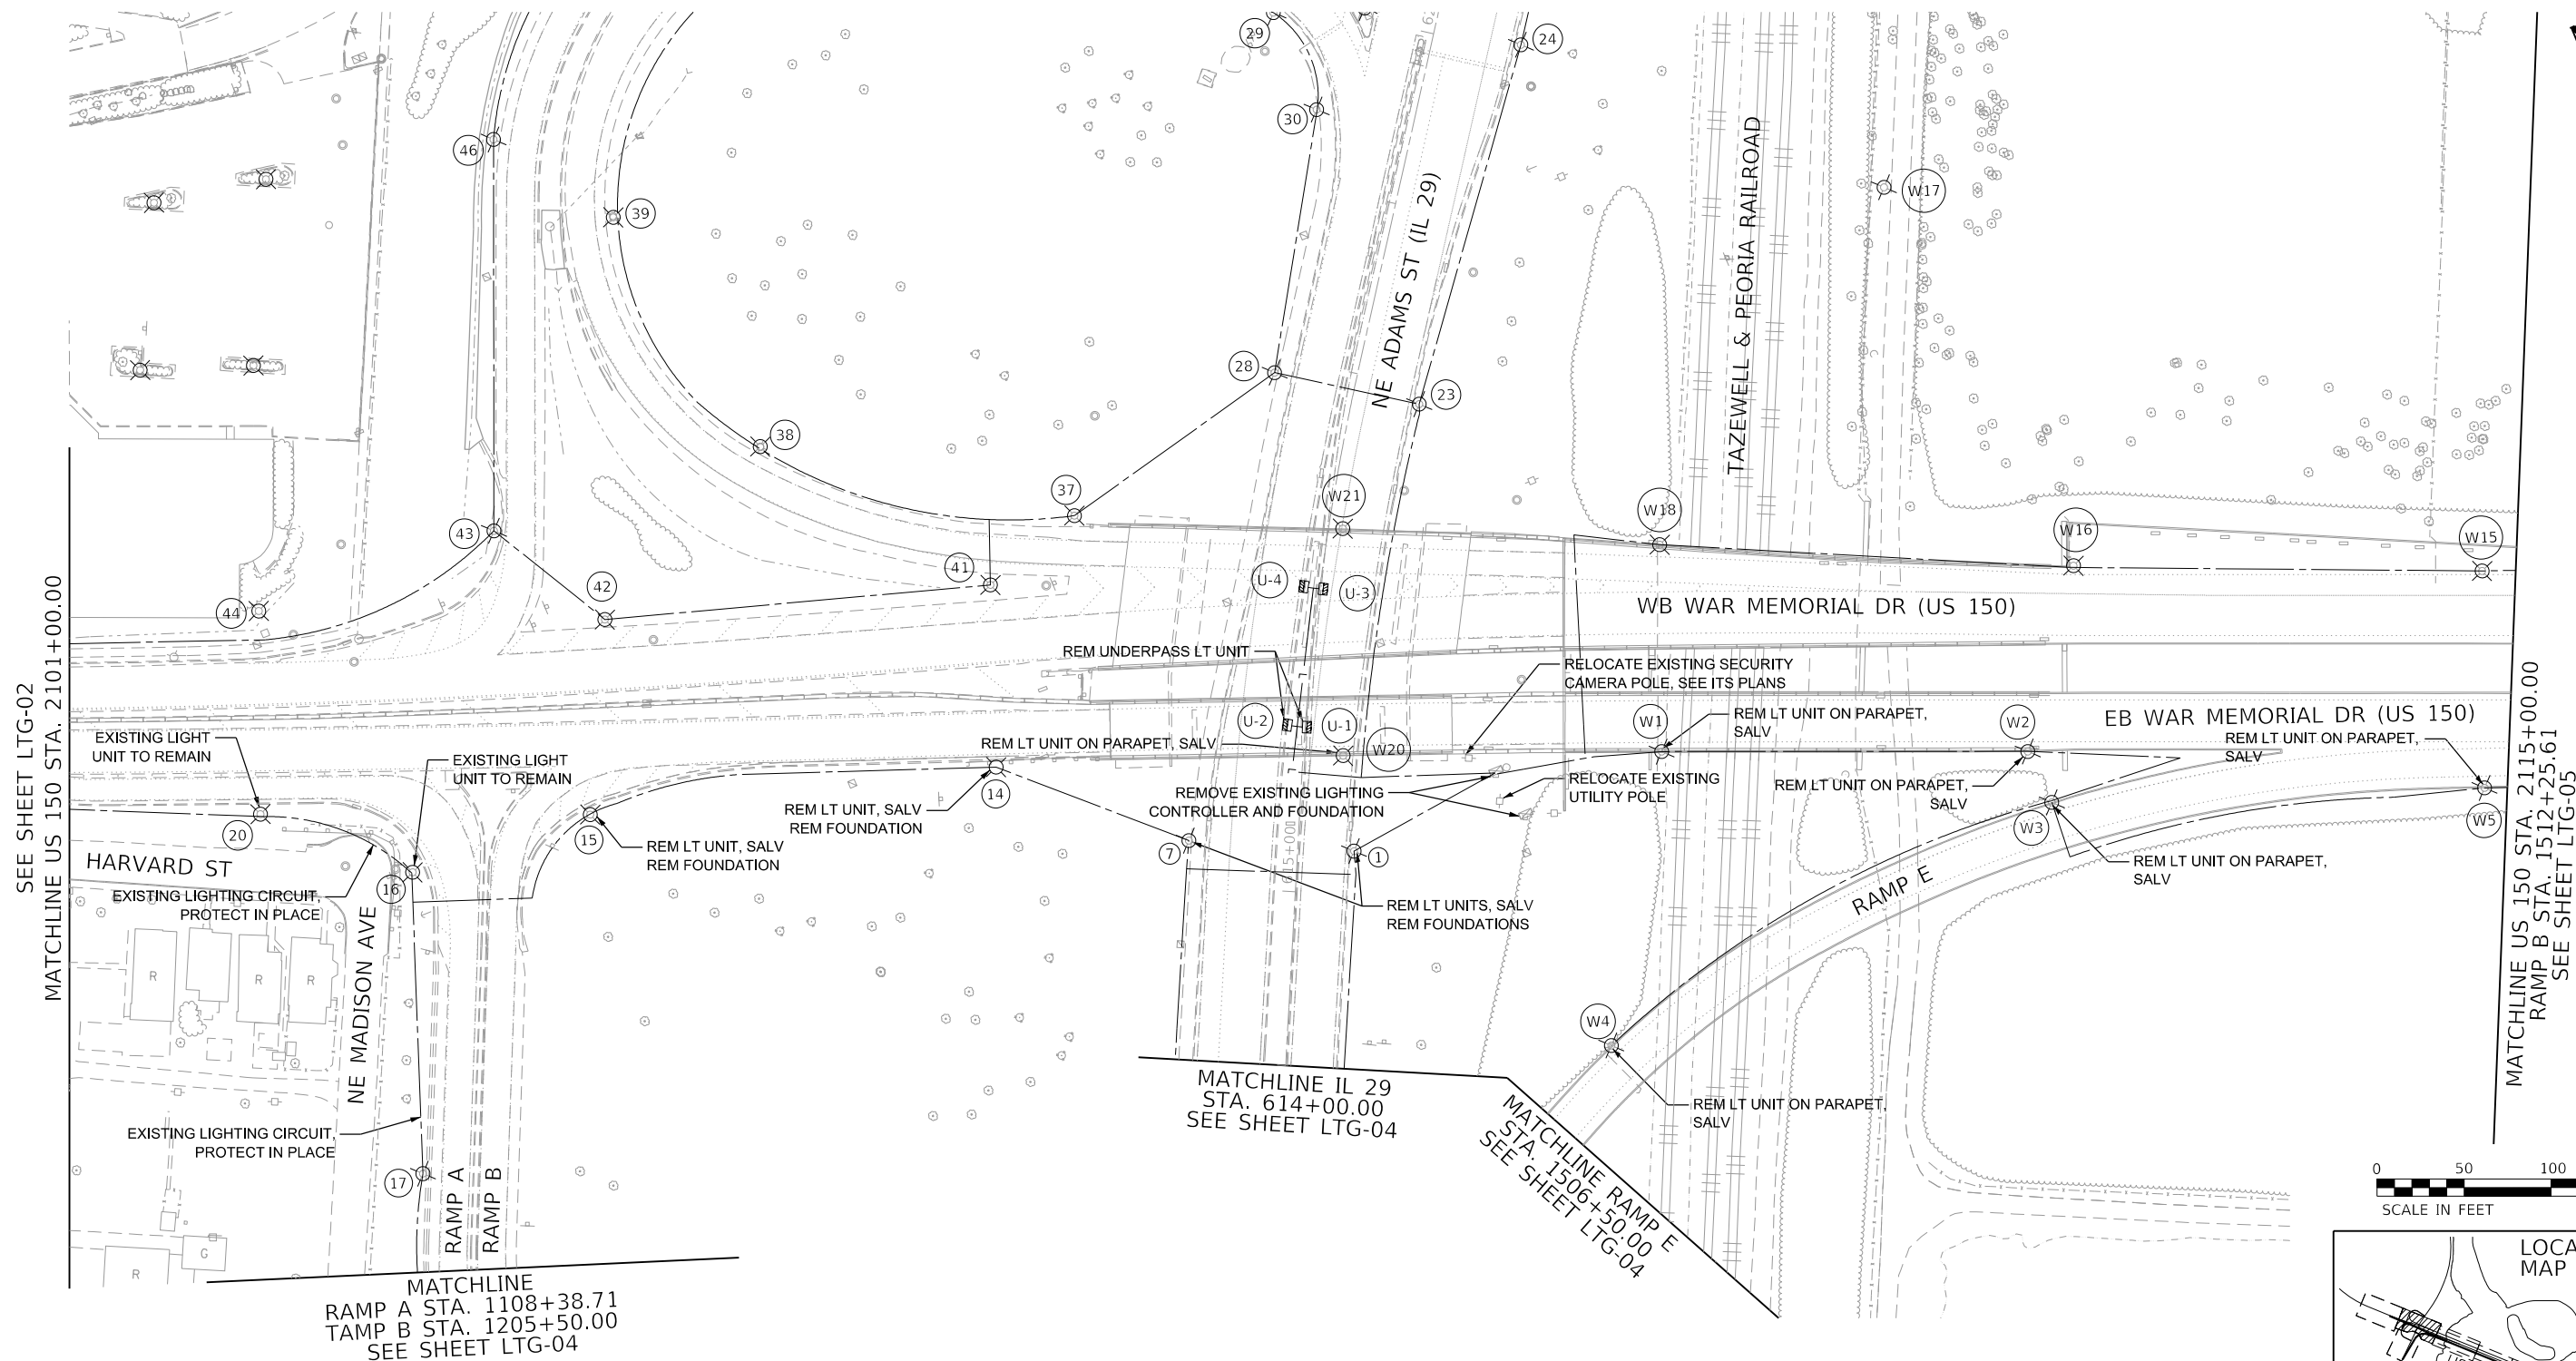 29
24
30
46
W17
39
NE ADAMS ST (IL 29)
TAZEWELL & PEORIA RAILROAD
28
23
38
37
W21
W18
W16
W15
43
41
42
44
U-4
U-3
WB WAR MEMORIAL DR (US 150)
SEE SHEET LTG-02
MATCHLINE US 150 STA. 2101+00.00
REM UNDERPASS LT UNIT
RELOCATE EXISTING SECURITY
CAMERA POLE, SEE ITS PLANS
U-2
U-1
W20
W1
W2
REM LT UNIT ON PARAPET,
SALV
EB WAR MEMORIAL DR (US 150)
REM LT UNIT ON PARAPET,
SALV
EXISTING LIGHT
UNIT TO REMAIN
EXISTING LIGHT
UNIT TO REMAIN
REM LT UNIT ON PARAPET, SALV
RELOCATE EXISTING
UTILITY POLE
REM LT UNIT ON PARAPET,
SALV
REMOVE EXISTING LIGHTING
CONTROLLER AND FOUNDATION
14
REM LT UNIT, SALV
REM FOUNDATION
20
15
REM LT UNIT, SALV
REM FOUNDATION
7
1
W3
W5
REM LT UNIT ON PARAPET,
SALV
HARVARD ST
16
EXISTING LIGHTING CIRCUIT,
PROTECT IN PLACE
REM LT UNITS, SALV
REM FOUNDATIONS
RAMP E
NE MADISON AVE
R
R
R
W4
REM LT UNIT ON PARAPET,
SALV
EXISTING LIGHTING CIRCUIT,
PROTECT IN PLACE
17
RAMP A
RAMP B
R
G
MATCHLINE US 150 STA. 2115+00.00
RAMP B STA. 1512+25.61
SEE SHEET LTG-05
MATCHLINE IL 29
STA. 614+00.00
SEE SHEET LTG-04
MATCHLINE RAMP E
STA. 1506+50.00
SEE SHEET LTG-04
MATCHLINE
RAMP A STA. 1108+38.71
TAMP B STA. 1205+50.00
SEE SHEET LTG-04
0 50 100
SCALE IN FEET
LOCA
MAP